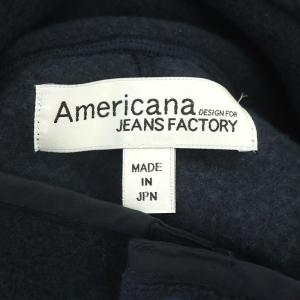 Americana DESIGN FOR
JEANS FACTORY
MADE
IN
JPN